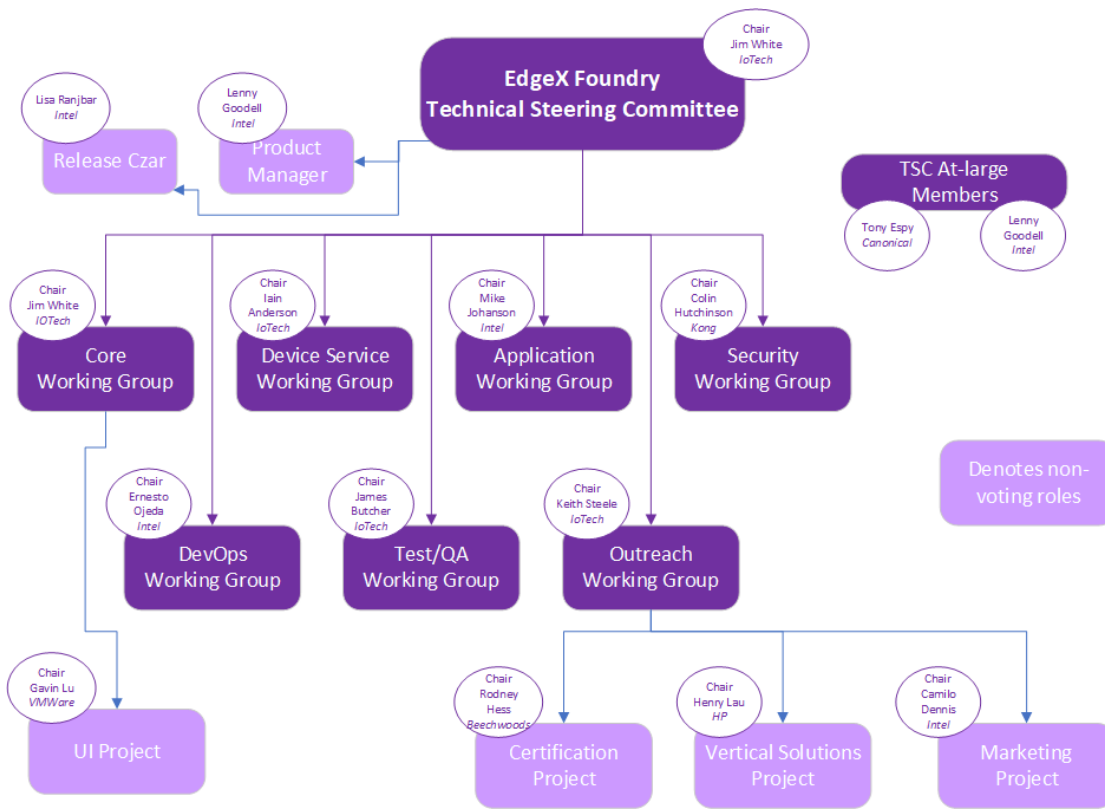 Chair
Jim White
IoTech
EdgeX Foundry
Technical Steering Committee
Lisa Ranjbar
Intel
Release Czar
Lenny
Goodell
Intel
Product
Manager
TSC At-large
Members
Tony Espy
Canonical
Lenny
Goodell
Intel
Chair
Jim White
IOTech
Core
Working Group
Chair
Iain
Anderson
IoTech
Device Service
Working Group
Chair
Mike
Johanson
Intel
Application
Working Group
Chair
Colin
Hutchinson
Kong
Security
Working Group
Denotes non-
voting roles
Chair
Ernesto
Ojeda
Intel
DevOps
Working Group
Chair
James
Butcher
IoTech
Test/QA
Working Group
Chair
Keith Steele
IoTech
Outreach
Working Group
Chair
Gavin Lu
VMWare
UI Project
Chair
Rodney
Hess
Beechwoods
Certification
Project
Chair
Henry Lau
HP
Vertical Solutions
Project
Chair
Camilo
Dennis
Intel
Marketing
Project